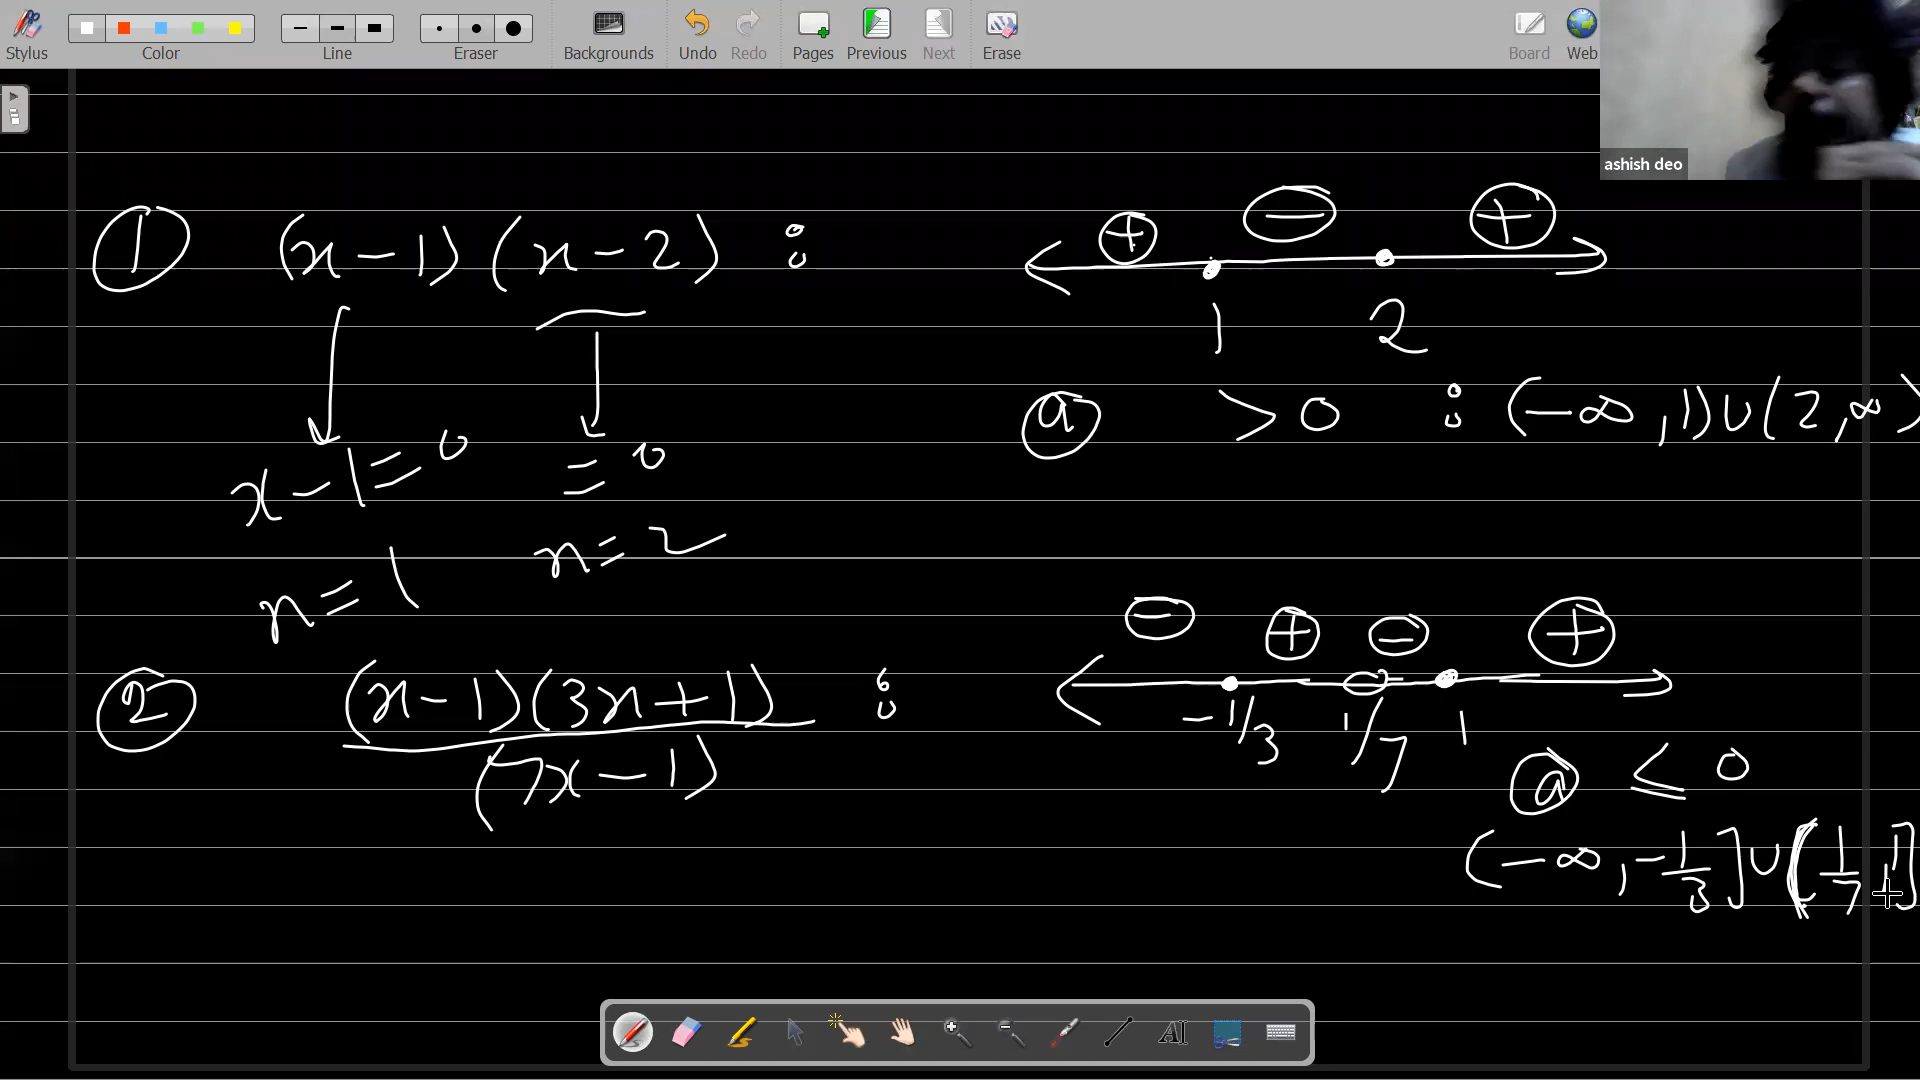 Stylus Color Line Eraser Backgrounds Undo Redo Pages Previous Next Erase Board Web
ashish deo
① (x-1)(x-2) :
+ - +
1 2
ⓐ > 0 : (-∞, 1) ∪ (2, ∞)
x-1=0 =0
x=1 x=2
② (x-1)(3x+1) :
(7x-1)
- + - +
-1/3 1/7 1
ⓐ ≤ 0
(-∞, -1/3] ∪ (1/7, 1]
AI